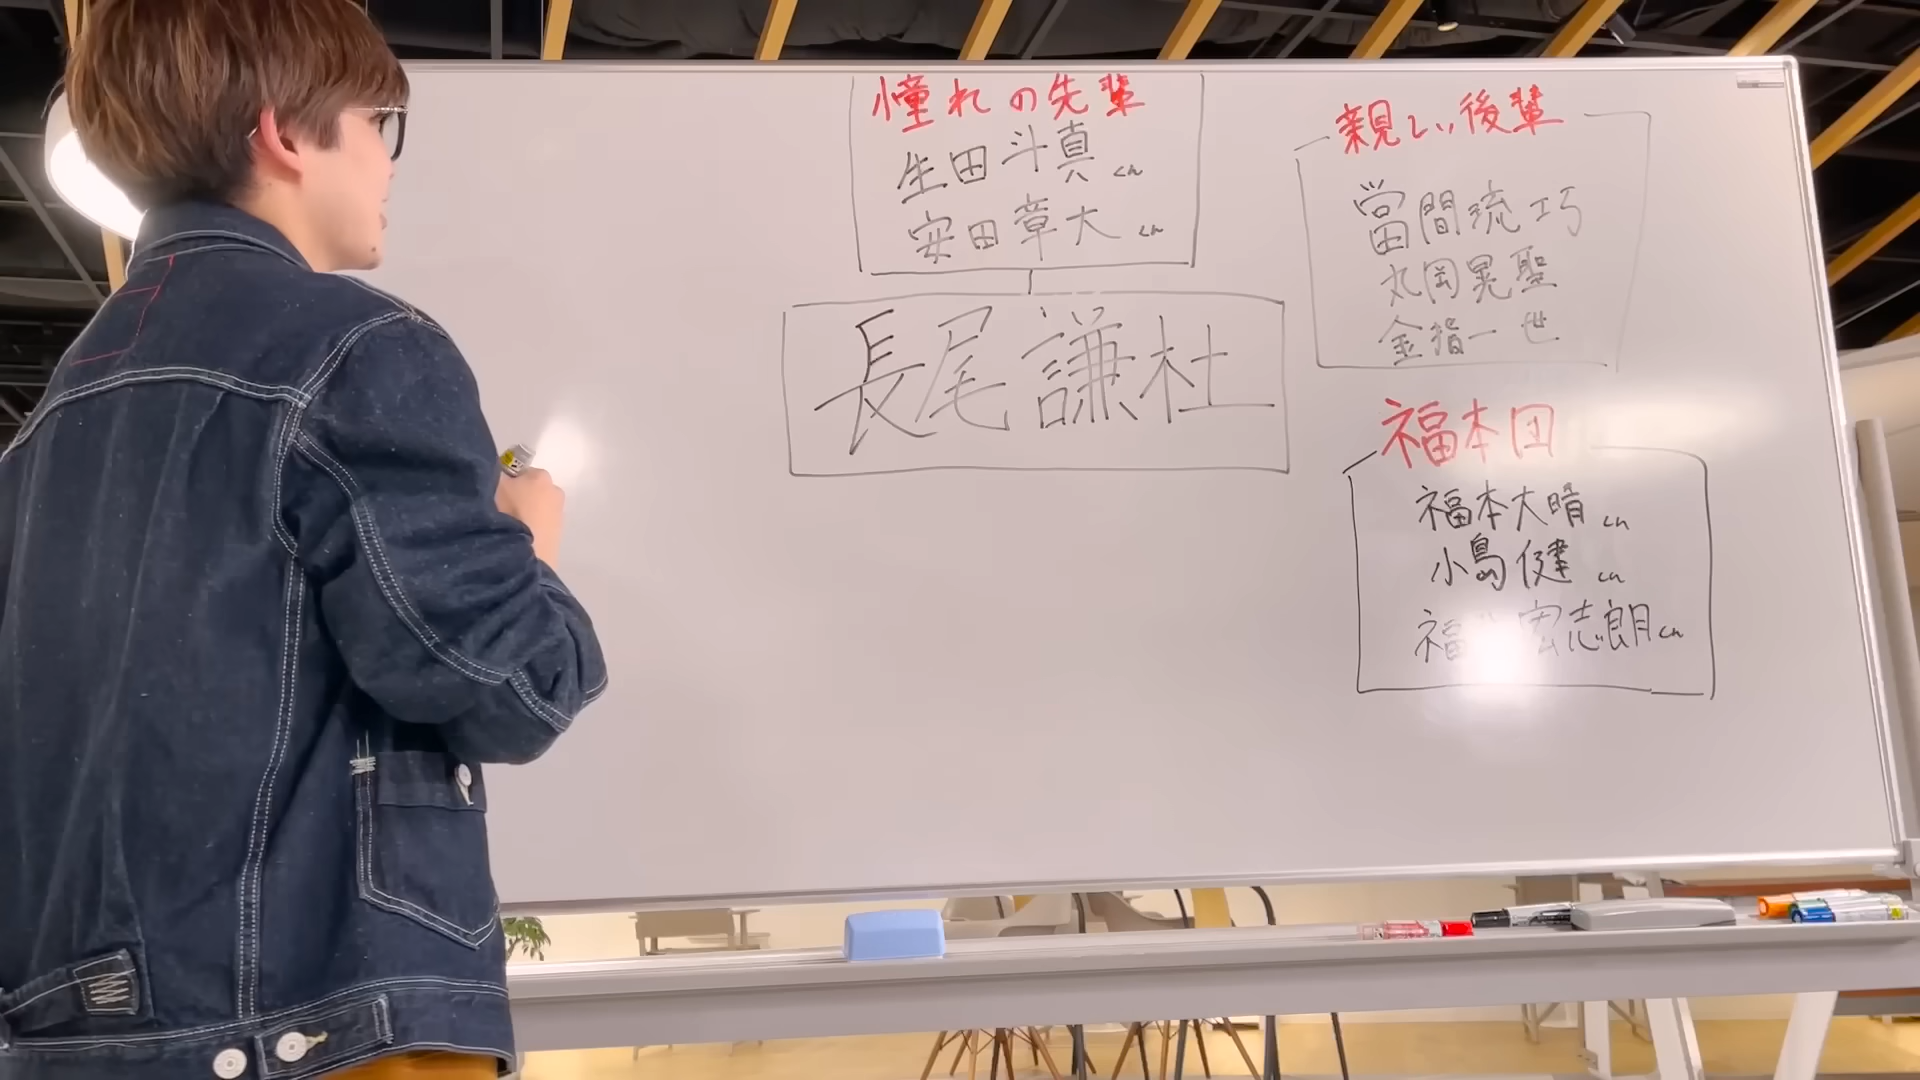 憧れの先輩
生田斗真くん
安田章大くん
長尾謙社
親しい後輩
當間琉巧
丸岡晃聖
金指一世
福本団
福本大晴くん
小島健くん
福 宏志朗くん